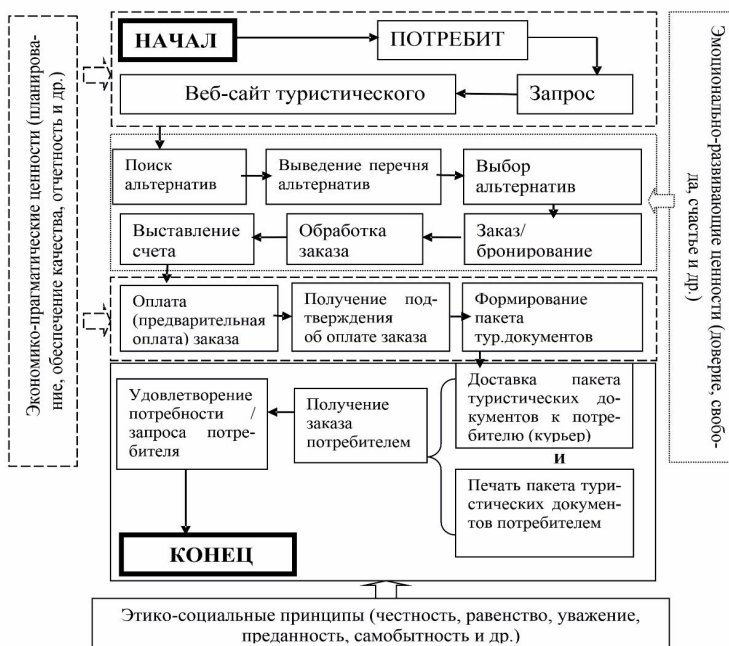 Экономико-прагматические ценности (планирова-
ние, обеспечение качества, отчетность и др.)
НАЧАЛ
ПОТРЕБИТ
Веб-сайт туристического
Запрос
Поиск
альтернатив
Выведение перечня
альтернатив
Выбор
альтернатив
Выставление
счета
Обработка
заказа
Заказ/
бронирование
Оплата
(предварительная
оплата) заказа
Получение под-
тверждения
об оплате заказа
Формирование
пакета
тур.документов
Удовлетворение
потребности /
запроса потре-
бителя
Получение
заказа
потребителем
Доставка пакета
туристических до-
кументов к потре-
бителю (курьер)
и
Печать пакета тури-
стических докумен-
тов потребителем
КОНЕЦ
Эмоционально-развивающие ценности (доверие, свобо-
да, счастье и др.)
Этико-социальные принципы (честность, равенство, уважение,
преданность, самобытность и др.)